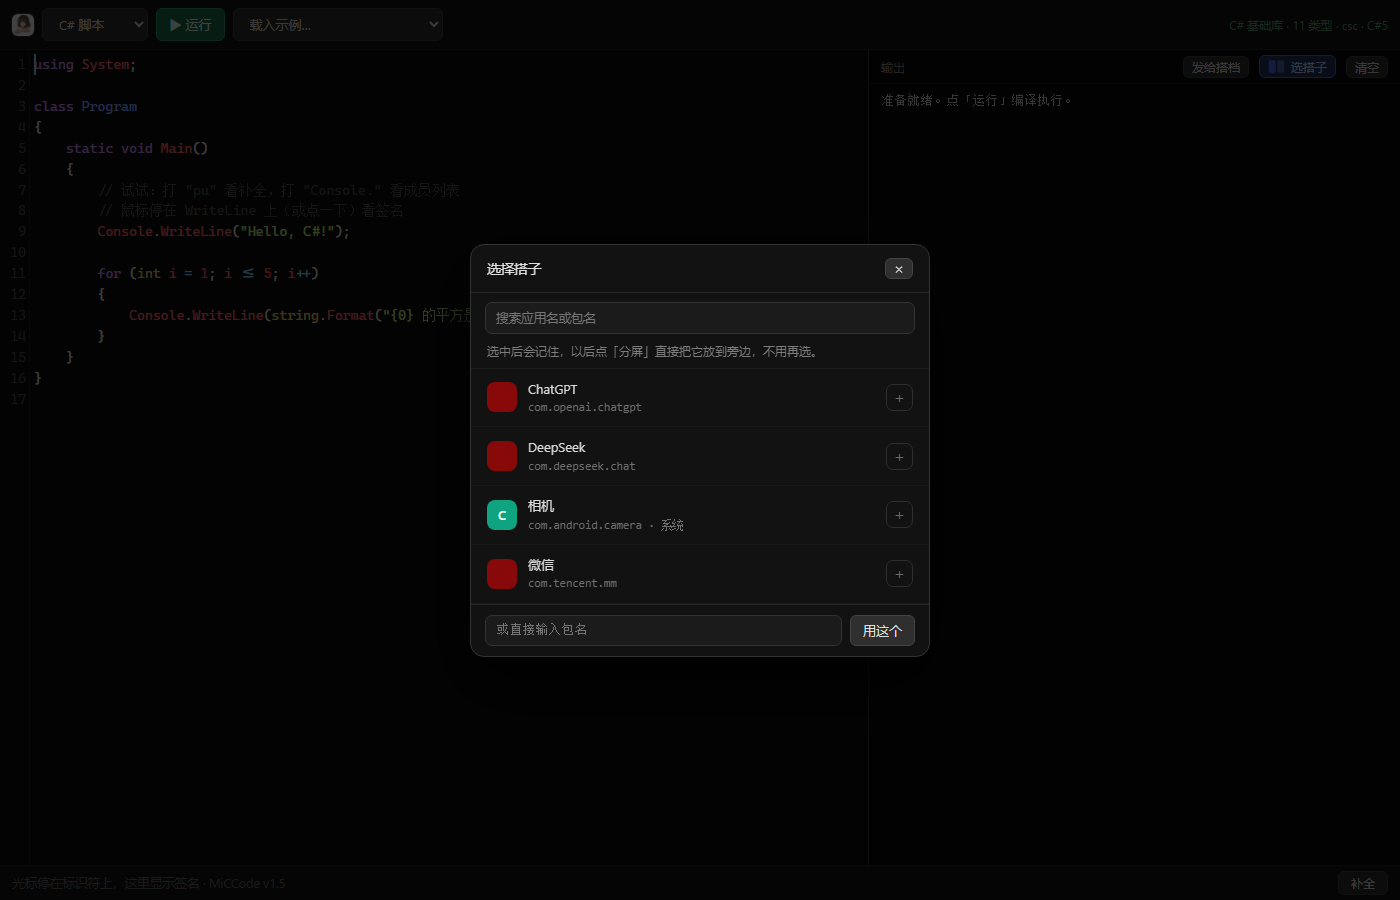 C# 脚本
▶ 运行
载入示例...
C# 基础库 · 11 类型 · csc · C#5
1 using System;
2
3 class Program
4 {
5 static void Main()
6 {
7 // 试试：打 "pu" 看补全，打 "Console." 看成员列表
8 // 鼠标停在 WriteLine 上（或点一下）看签名
9 Console.WriteLine("Hello, C#!");
10
11 for (int i = 1; i ≤ 5; i++)
12 {
13 Console.WriteLine(string.Format("{0} 的平方是
14 }
15 }
16 }
17
输出
发给搭档
选搭子
清空
准备就绪。点「运行」编译执行。
选择搭子
×
搜索应用名或包名
选中后会记住，以后点「分屏」直接把它放到旁边，不用再选。
ChatGPT
com.openai.chatgpt
+
DeepSeek
com.deepseek.chat
+
C
相机
com.android.camera · 系统
+
微信
com.tencent.mm
+
或直接输入包名
用这个
光标停在标识符上，这里显示签名 · MiCCode v1.5
补全